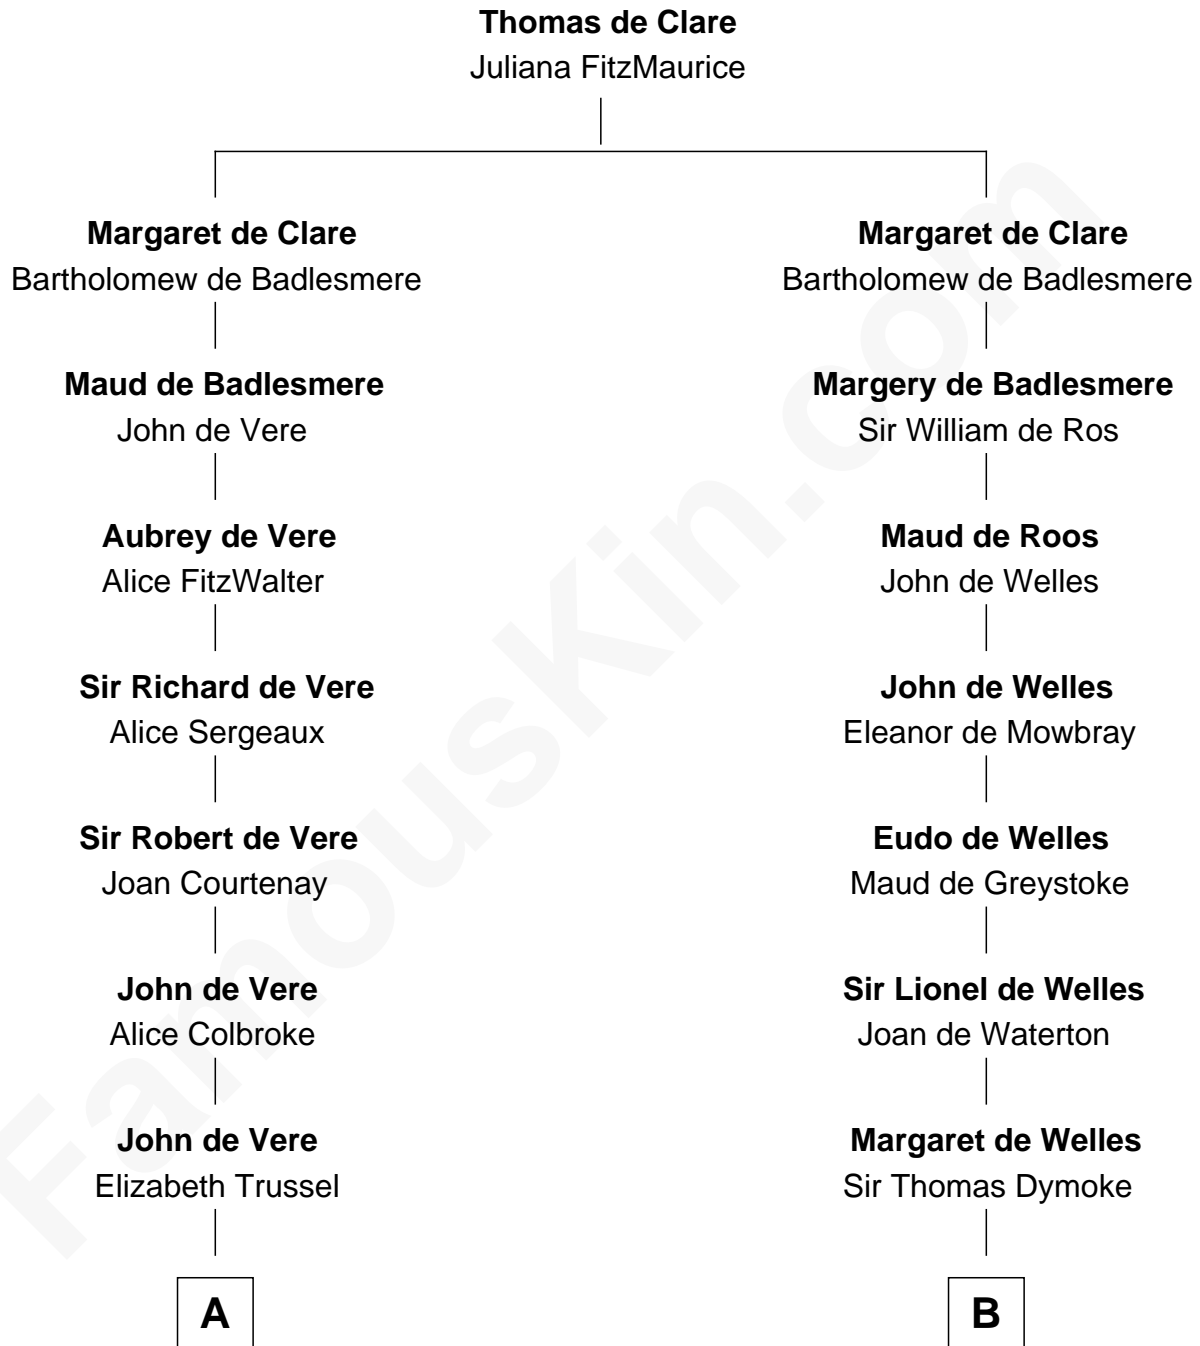 Thomas de Clare
Juliana FitzMaurice
Margaret de Clare
Bartholomew de Badlesmere
Maud de Badlesmere
John de Vere
Aubrey de Vere
Alice FitzWalter
Sir Richard de Vere
Alice Sergeaux
Sir Robert de Vere
Joan Courtenay
John de Vere
Alice Colbroke
John de Vere
Elizabeth Trussel
A
Margaret de Clare
Bartholomew de Badlesmere
Margery de Badlesmere
Sir William de Ros
Maud de Roos
John de Welles
John de Welles
Eleanor de Mowbray
Eudo de Welles
Maud de Greystoke
Sir Lionel de Welles
Joan de Waterton
Margaret de Welles
Sir Thomas Dymoke
B
FamousKin.com